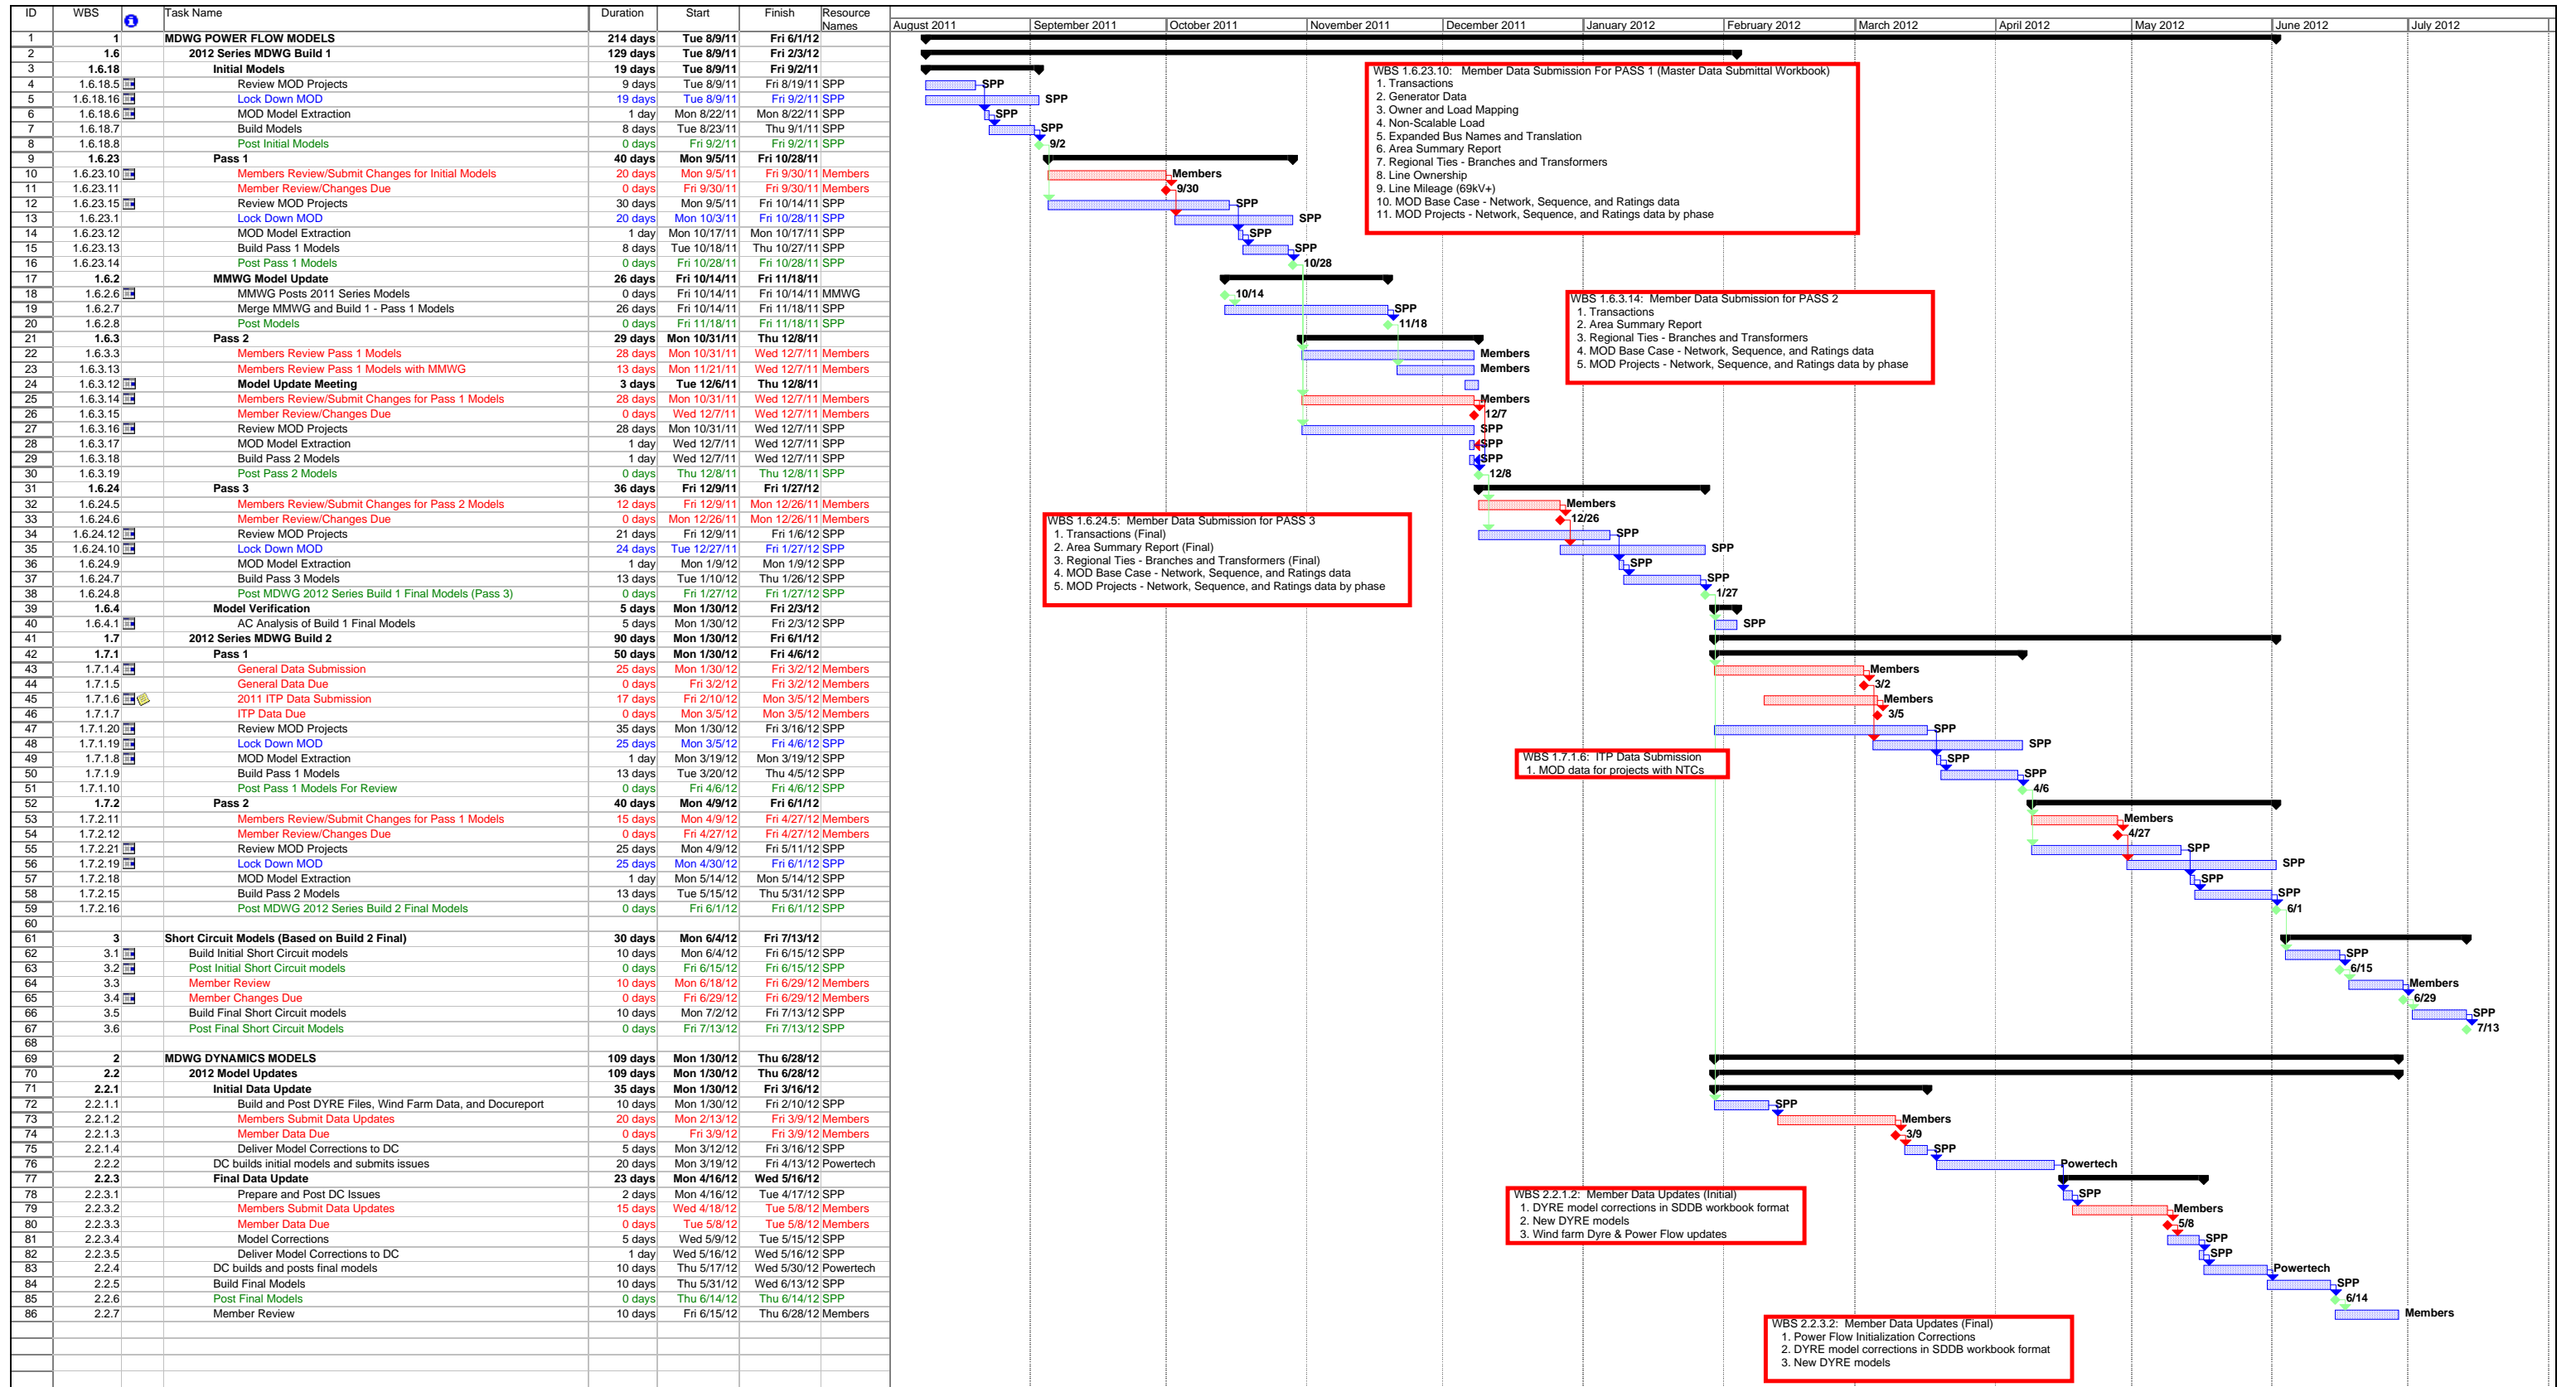 ID WBS Task Name Duration Start Finish Resource Names August 2011 September 2011 October 2011 November 2011 December 2011 January 2012 February 2012 March 2012 April 2012 May 2012 June 2012 July 2012
1 1 MDWG POWER FLOW MODELS 214 days Tue 8/9/11 Fri 6/1/12
2 1.6 2012 Series MDWG Build 1 129 days Tue 8/9/11 Fri 2/3/12
3 1.6.18 Initial Models 19 days Tue 8/9/11 Fri 9/2/11
4 1.6.18.5 Review MOD Projects 9 days Tue 8/9/11 Fri 8/19/11 SPP SPP
5 1.6.18.16 Lock Down MOD 19 days Tue 8/9/11 Fri 9/2/11 SPP SPP
6 1.6.18.6 MOD Model Extraction 1 day Mon 8/22/11 Mon 8/22/11 SPP SPP
7 1.6.18.7 Build Models 8 days Tue 8/23/11 Thu 9/1/11 SPP SPP
8 1.6.18.8 Post Initial Models 0 days Fri 9/2/11 Fri 9/2/11 SPP 9/2
9 1.6.23 Pass 1 40 days Mon 9/5/11 Fri 10/28/11
10 1.6.23.10 Members Review/Submit Changes for Initial Models 20 days Mon 9/5/11 Fri 9/30/11 Members Members
11 1.6.23.11 Member Review/Changes Due 0 days Fri 9/30/11 Fri 9/30/11 Members 9/30
12 1.6.23.15 Review MOD Projects 30 days Mon 9/5/11 Fri 10/14/11 SPP SPP
13 1.6.23.1 Lock Down MOD 20 days Mon 10/3/11 Fri 10/28/11 SPP SPP
14 1.6.23.12 MOD Model Extraction 1 day Mon 10/17/11 Mon 10/17/11 SPP SPP
15 1.6.23.13 Build Pass 1 Models 8 days Tue 10/18/11 Thu 10/27/11 SPP SPP
16 1.6.23.14 Post Pass 1 Models 0 days Fri 10/28/11 Fri 10/28/11 SPP 10/28
17 1.6.2 MMWG Model Update 26 days Fri 10/14/11 Fri 11/18/11
18 1.6.2.6 MMWG Posts 2011 Series Models 0 days Fri 10/14/11 Fri 10/14/11 MMWG 10/14
19 1.6.2.7 Merge MMWG and Build 1 - Pass 1 Models 26 days Fri 10/14/11 Fri 11/18/11 SPP SPP
20 1.6.2.8 Post Models 0 days Fri 11/18/11 Fri 11/18/11 SPP 11/18
21 1.6.3 Pass 2 29 days Mon 10/31/11 Thu 12/8/11
22 1.6.3.3 Members Review Pass 1 Models 28 days Mon 10/31/11 Wed 12/7/11 Members Members
23 1.6.3.13 Members Review Pass 1 Models with MMWG 13 days Mon 11/21/11 Wed 12/7/11 Members Members
24 1.6.3.12 Model Update Meeting 3 days Tue 12/6/11 Thu 12/8/11
25 1.6.3.14 Members Review/Submit Changes for Pass 1 Models 28 days Mon 10/31/11 Wed 12/7/11 Members Members
26 1.6.3.15 Member Review/Changes Due 0 days Wed 12/7/11 Wed 12/7/11 Members 12/7
27 1.6.3.16 Review MOD Projects 28 days Mon 10/31/11 Wed 12/7/11 SPP SPP
28 1.6.3.17 MOD Model Extraction 1 day Wed 12/7/11 Wed 12/7/11 SPP SPP
29 1.6.3.18 Build Pass 2 Models 1 day Wed 12/7/11 Wed 12/7/11 SPP SPP
30 1.6.3.19 Post Pass 2 Models 0 days Thu 12/8/11 Thu 12/8/11 SPP 12/8
31 1.6.24 Pass 3 36 days Fri 12/9/11 Fri 1/27/12
32 1.6.24.5 Members Review/Submit Changes for Pass 2 Models 12 days Fri 12/9/11 Mon 12/26/11 Members Members
33 1.6.24.6 Member Review/Changes Due 0 days Mon 12/26/11 Mon 12/26/11 Members 12/26
34 1.6.24.12 Review MOD Projects 21 days Fri 12/9/11 Fri 1/6/12 SPP SPP
35 1.6.24.10 Lock Down MOD 24 days Tue 12/27/11 Fri 1/27/12 SPP SPP
36 1.6.24.9 MOD Model Extraction 1 day Mon 1/9/12 Mon 1/9/12 SPP SPP
37 1.6.24.7 Build Pass 3 Models 13 days Tue 1/10/12 Thu 1/26/12 SPP SPP
38 1.6.24.8 Post MDWG 2012 Series Build 1 Final Models (Pass 3) 0 days Fri 1/27/12 Fri 1/27/12 SPP 1/27
39 1.6.4 Model Verification 5 days Mon 1/30/12 Fri 2/3/12
40 1.6.4.1 AC Analysis of Build 1 Final Models 5 days Mon 1/30/12 Fri 2/3/12 SPP SPP
41 1.7 2012 Series MDWG Build 2 90 days Mon 1/30/12 Fri 6/1/12
42 1.7.1 Pass 1 50 days Mon 1/30/12 Fri 4/6/12
43 1.7.1.4 General Data Submission 25 days Mon 1/30/12 Fri 3/2/12 Members Members
44 1.7.1.5 General Data Due 0 days Fri 3/2/12 Fri 3/2/12 Members 3/2
45 1.7.1.6 2011 ITP Data Submission 17 days Fri 2/10/12 Mon 3/5/12 Members Members
46 1.7.1.7 ITP Data Due 0 days Mon 3/5/12 Mon 3/5/12 Members 3/5
47 1.7.1.20 Review MOD Projects 35 days Mon 1/30/12 Fri 3/16/12 SPP SPP
48 1.7.1.19 Lock Down MOD 25 days Mon 3/5/12 Fri 4/6/12 SPP SPP
49 1.7.1.8 MOD Model Extraction 1 day Mon 3/19/12 Mon 3/19/12 SPP SPP
50 1.7.1.9 Build Pass 1 Models 13 days Tue 3/20/12 Thu 4/5/12 SPP SPP
51 1.7.1.10 Post Pass 1 Models For Review 0 days Fri 4/6/12 Fri 4/6/12 SPP 4/6
52 1.7.2 Pass 2 40 days Mon 4/9/12 Fri 6/1/12
53 1.7.2.11 Members Review/Submit Changes for Pass 1 Models 15 days Mon 4/9/12 Fri 4/27/12 Members Members
54 1.7.2.12 Member Review/Changes Due 0 days Fri 4/27/12 Fri 4/27/12 Members 4/27
55 1.7.2.21 Review MOD Projects 25 days Mon 4/9/12 Fri 5/11/12 SPP SPP
56 1.7.2.19 Lock Down MOD 25 days Mon 4/30/12 Fri 6/1/12 SPP SPP
57 1.7.2.18 MOD Model Extraction 1 day Mon 5/14/12 Mon 5/14/12 SPP SPP
58 1.7.2.15 Build Pass 2 Models 13 days Tue 5/15/12 Thu 5/31/12 SPP SPP
59 1.7.2.16 Post MDWG 2012 Series Build 2 Final Models 0 days Fri 6/1/12 Fri 6/1/12 SPP 6/1
60
61 3 Short Circuit Models (Based on Build 2 Final) 30 days Mon 6/4/12 Fri 7/13/12
62 3.1 Build Initial Short Circuit models 10 days Mon 6/4/12 Fri 6/15/12 SPP SPP
63 3.2 Post Initial Short Circuit models 0 days Fri 6/15/12 Fri 6/15/12 SPP 6/15
64 3.3 Member Review 10 days Mon 6/18/12 Fri 6/29/12 Members Members
65 3.4 Member Changes Due 0 days Fri 6/29/12 Fri 6/29/12 Members 6/29
66 3.5 Build Final Short Circuit models 10 days Mon 7/2/12 Fri 7/13/12 SPP SPP
67 3.6 Post Final Short Circuit Models 0 days Fri 7/13/12 Fri 7/13/12 SPP 7/13
68
69 2 MDWG DYNAMICS MODELS 109 days Mon 1/30/12 Thu 6/28/12
70 2.2 2012 Model Updates 109 days Mon 1/30/12 Thu 6/28/12
71 2.2.1 Initial Data Update 35 days Mon 1/30/12 Fri 3/16/12
72 2.2.1.1 Build and Post DYRE Files, Wind Farm Data, and Docureport 10 days Mon 1/30/12 Fri 2/10/12 SPP SPP
73 2.2.1.2 Members Submit Data Updates 20 days Mon 2/13/12 Fri 3/9/12 Members Members
74 2.2.1.3 Member Data Due 0 days Fri 3/9/12 Fri 3/9/12 Members 3/9
75 2.2.1.4 Deliver Model Corrections to DC 5 days Mon 3/12/12 Fri 3/16/12 SPP SPP
76 2.2.2 DC builds initial models and submits issues 20 days Mon 3/19/12 Fri 4/13/12 Powertech Powertech
77 2.2.3 Final Data Update 23 days Mon 4/16/12 Wed 5/16/12
78 2.2.3.1 Prepare and Post DC Issues 2 days Mon 4/16/12 Tue 4/17/12 SPP SPP
79 2.2.3.2 Members Submit Data Updates 15 days Wed 4/18/12 Tue 5/8/12 Members Members
80 2.2.3.3 Member Data Due 0 days Tue 5/8/12 Tue 5/8/12 Members 5/8
81 2.2.3.4 Model Corrections 5 days Wed 5/9/12 Tue 5/15/12 SPP SPP
82 2.2.3.5 Deliver Model Corrections to DC 1 day Wed 5/16/12 Wed 5/16/12 SPP SPP
83 2.2.4 DC builds and posts final models 10 days Thu 5/17/12 Wed 5/30/12 Powertech Powertech
84 2.2.5 Build Final Models 10 days Thu 5/31/12 Wed 6/13/12 SPP SPP
85 2.2.6 Post Final Models 0 days Thu 6/14/12 Thu 6/14/12 SPP 6/14
86 2.2.7 Member Review 10 days Fri 6/15/12 Thu 6/28/12 Members Members
WBS 1.6.23.10: Member Data Submission For PASS 1 (Master Data Submittal Workbook)
1. Transactions
2. Generator Data
3. Owner and Load Mapping
4. Non-Scalable Load
5. Expanded Bus Names and Translation
6. Area Summary Report
7. Regional Ties - Branches and Transformers
8. Line Ownership
9. Line Mileage (69kV+)
10. MOD Base Case - Network, Sequence, and Ratings data
11. MOD Projects - Network, Sequence, and Ratings data by phase
WBS 1.6.3.14: Member Data Submission for PASS 2
1. Transactions
2. Area Summary Report
3. Regional Ties - Branches and Transformers
4. MOD Base Case - Network, Sequence, and Ratings data
5. MOD Projects - Network, Sequence, and Ratings data by phase
WBS 1.6.24.5: Member Data Submission for PASS 3
1. Transactions (Final)
2. Area Summary Report (Final)
3. Regional Ties - Branches and Transformers (Final)
4. MOD Base Case - Network, Sequence, and Ratings data
5. MOD Projects - Network, Sequence, and Ratings data by phase
WBS 1.7.1.6: ITP Data Submission
1. MOD data for projects with NTCs
WBS 2.2.1.2: Member Data Updates (Initial)
1. DYRE model corrections in SDDB workbook format
2. New DYRE models
3. Wind farm Dyre & Power Flow updates
WBS 2.2.3.2: Member Data Updates (Final)
1. Power Flow Initialization Corrections
2. DYRE model corrections in SDDB workbook format
3. New DYRE models